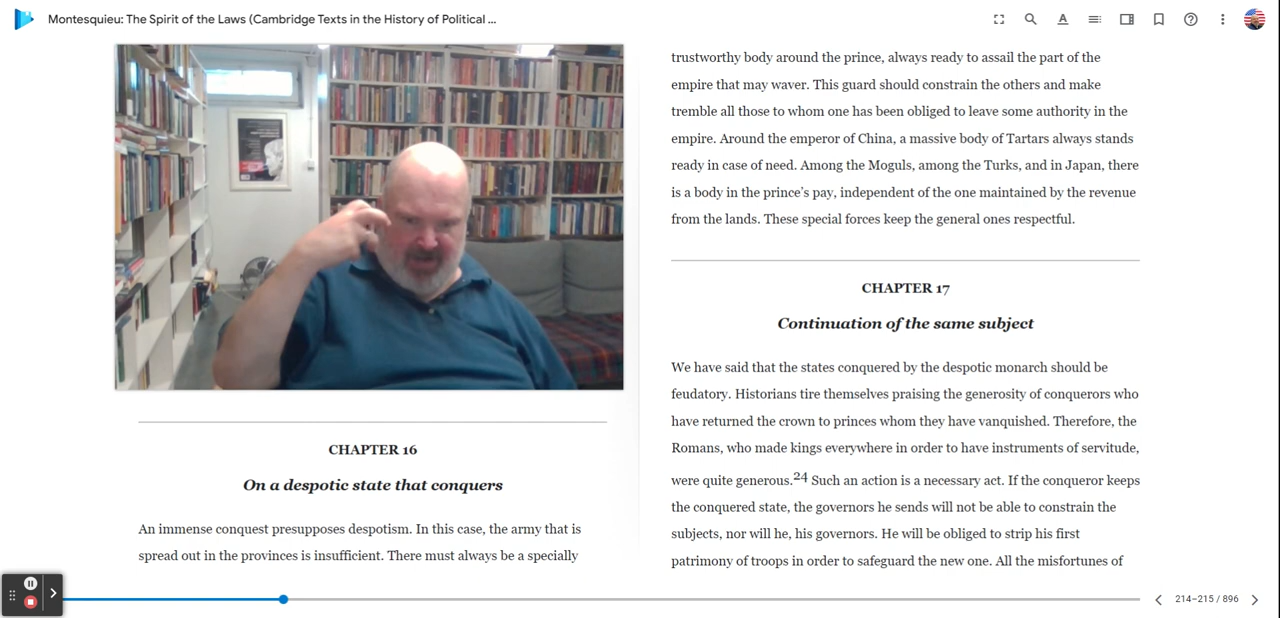 Montesquieu: The Spirit of the Laws (Cambridge Texts in the History of Political ...
CHAPTER 16
On a despotic state that conquers
An immense conquest presupposes despotism. In this case, the army that is
spread out in the provinces is insufficient. There must always be a specially
trustworthy body around the prince, always ready to assail the part of the
empire that may waver. This guard should constrain the others and make
tremble all those to whom one has been obliged to leave some authority in the
empire. Around the emperor of China, a massive body of Tartars always stands
ready in case of need. Among the Moguls, among the Turks, and in Japan, there
is a body in the prince’s pay, independent of the one maintained by the revenue
from the lands. These special forces keep the general ones respectful.
CHAPTER 17
Continuation of the same subject
We have said that the states conquered by the despotic monarch should be
feudatory. Historians tire themselves praising the generosity of conquerors who
have returned the crown to princes whom they have vanquished. Therefore, the
Romans, who made kings everywhere in order to have instruments of servitude,
were quite generous.24 Such an action is a necessary act. If the conqueror keeps
the conquered state, the governors he sends will not be able to constrain the
subjects, nor will he, his governors. He will be obliged to strip his first
patrimony of troops in order to safeguard the new one. All the misfortunes of
214–215 / 896